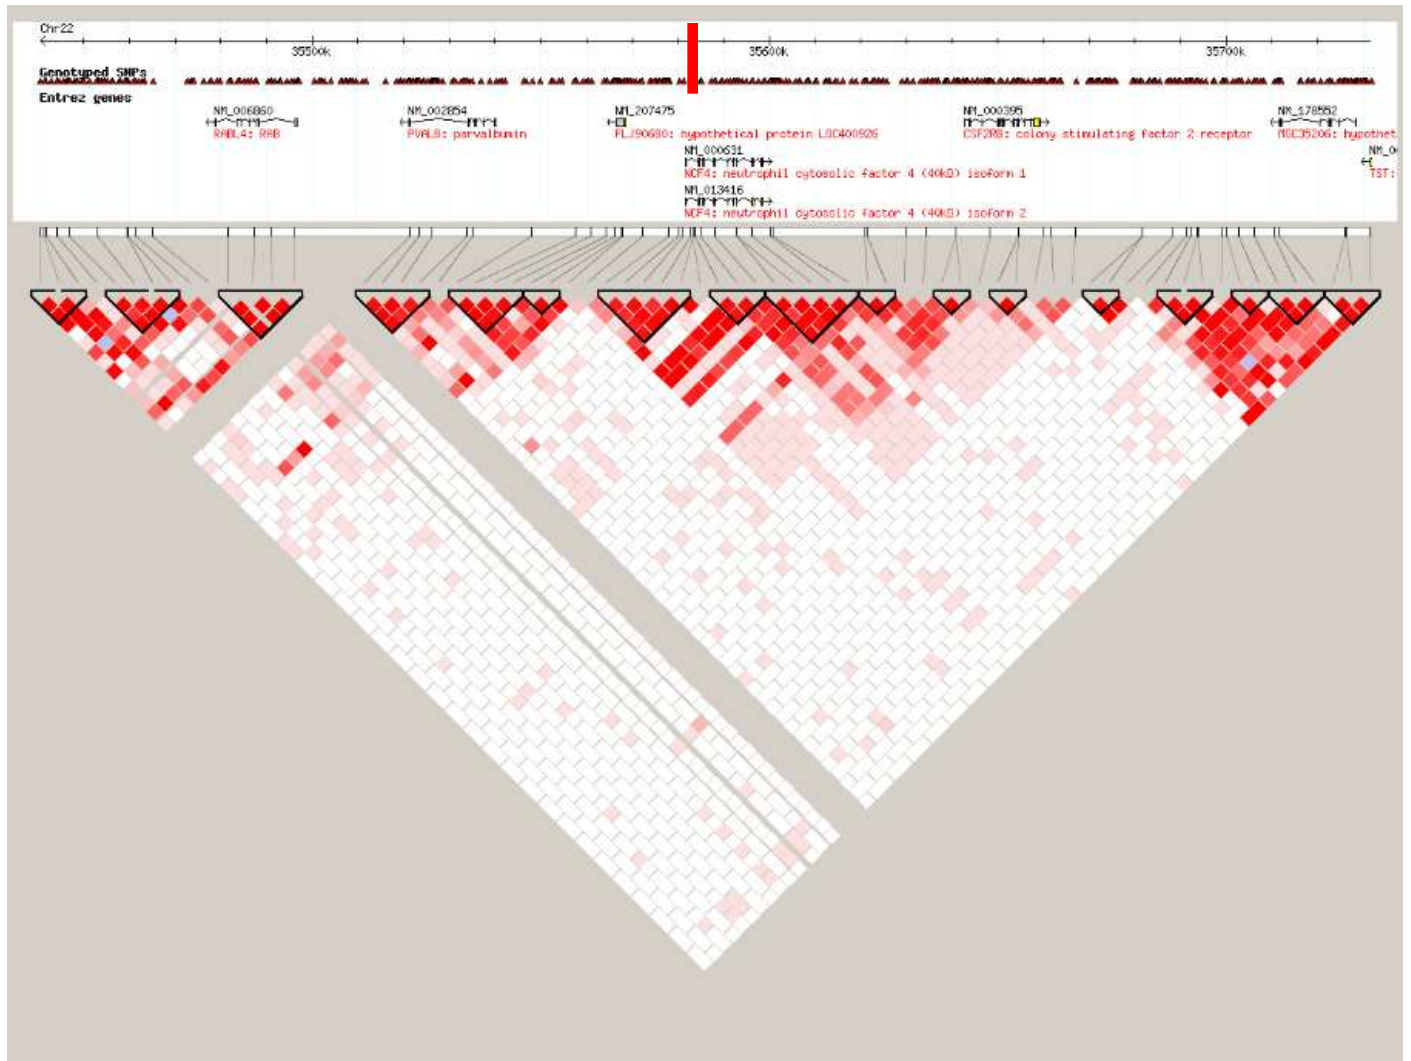 Chr22
35500k 35600k 35700k
Genotyped SNPs
Entrez genes
NM_006860 NM_002854 NM_207475 NM_000395 NM_178552
RABL4: RAB PVALB: parvalbumin FLJ90680: hypothetical protein LOC400926 CSF2RB: colony stimulating factor 2 receptor MGC35206: hypothet
NM_000631 NM_0
NCF4: neutrophil cytosolic factor 4 (40kD) isoform 1 TST:
NM_013416
NCF4: neutrophil cytosolic factor 4 (40kD) isoform 2